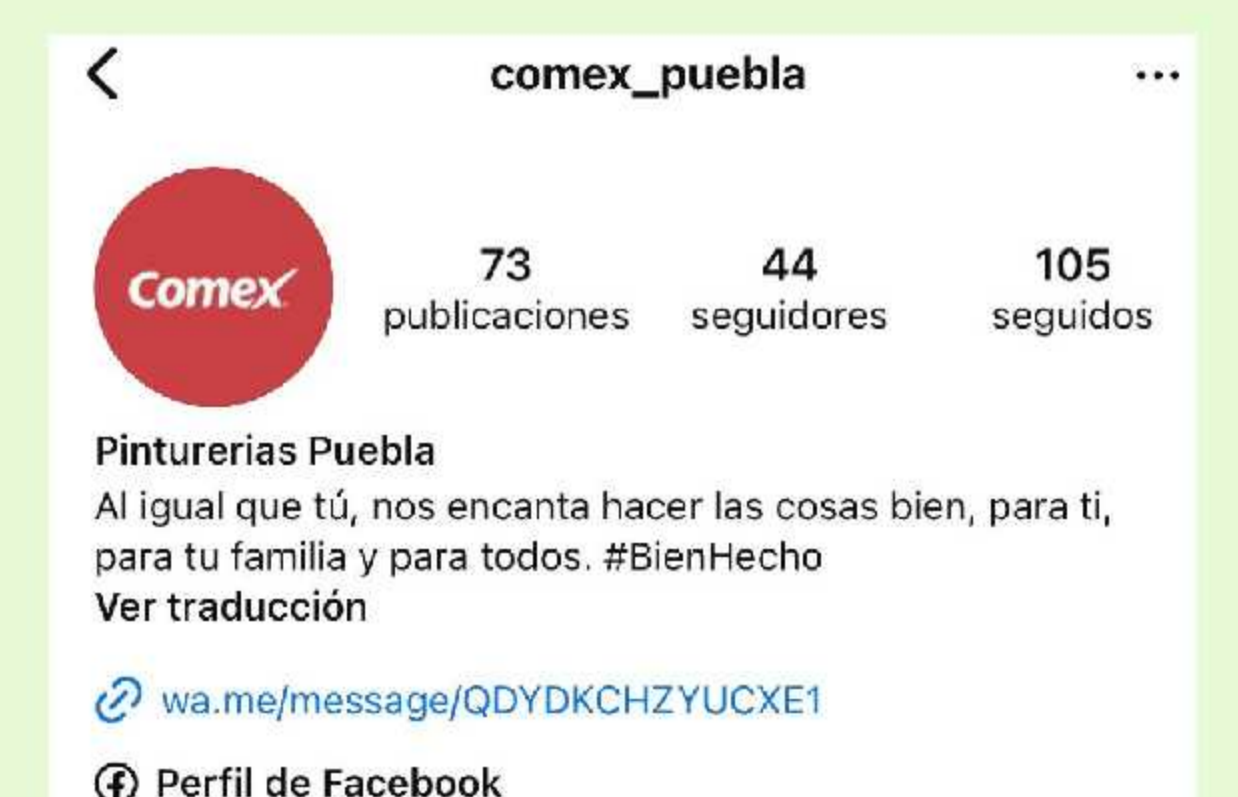 comex_puebla
Comex
73
publicaciones
44
seguidores
105
seguidos
Pinturerias Puebla
Al igual que tú, nos encanta hacer las cosas bien, para ti,
para tu familia y para todos. #BienHecho
Ver traducción
wa.me/message/QDYDKCHZYUCXE1
Perfil de Facebook